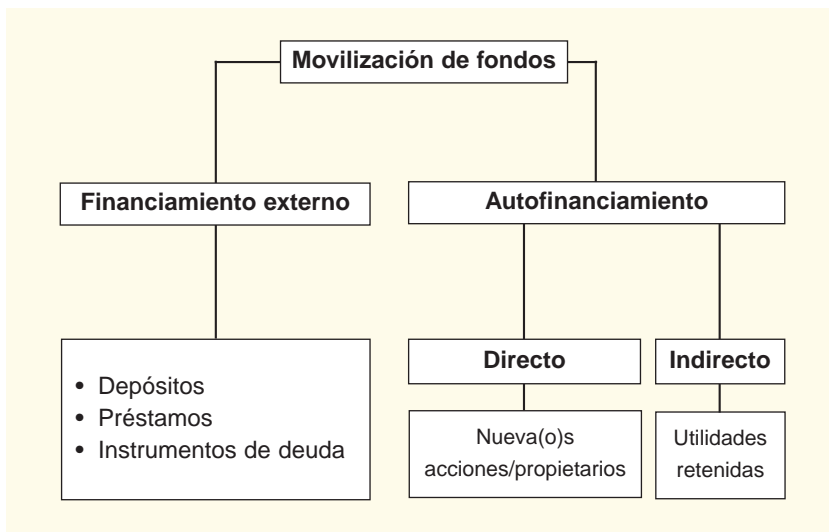 Movilización de fondos
Financiamiento externo
Autofinanciamiento
• Depósitos
• Préstamos
• Instrumentos de deuda
Directo
Indirecto
Nueva(o)s
acciones/propietarios
Utilidades
retenidas